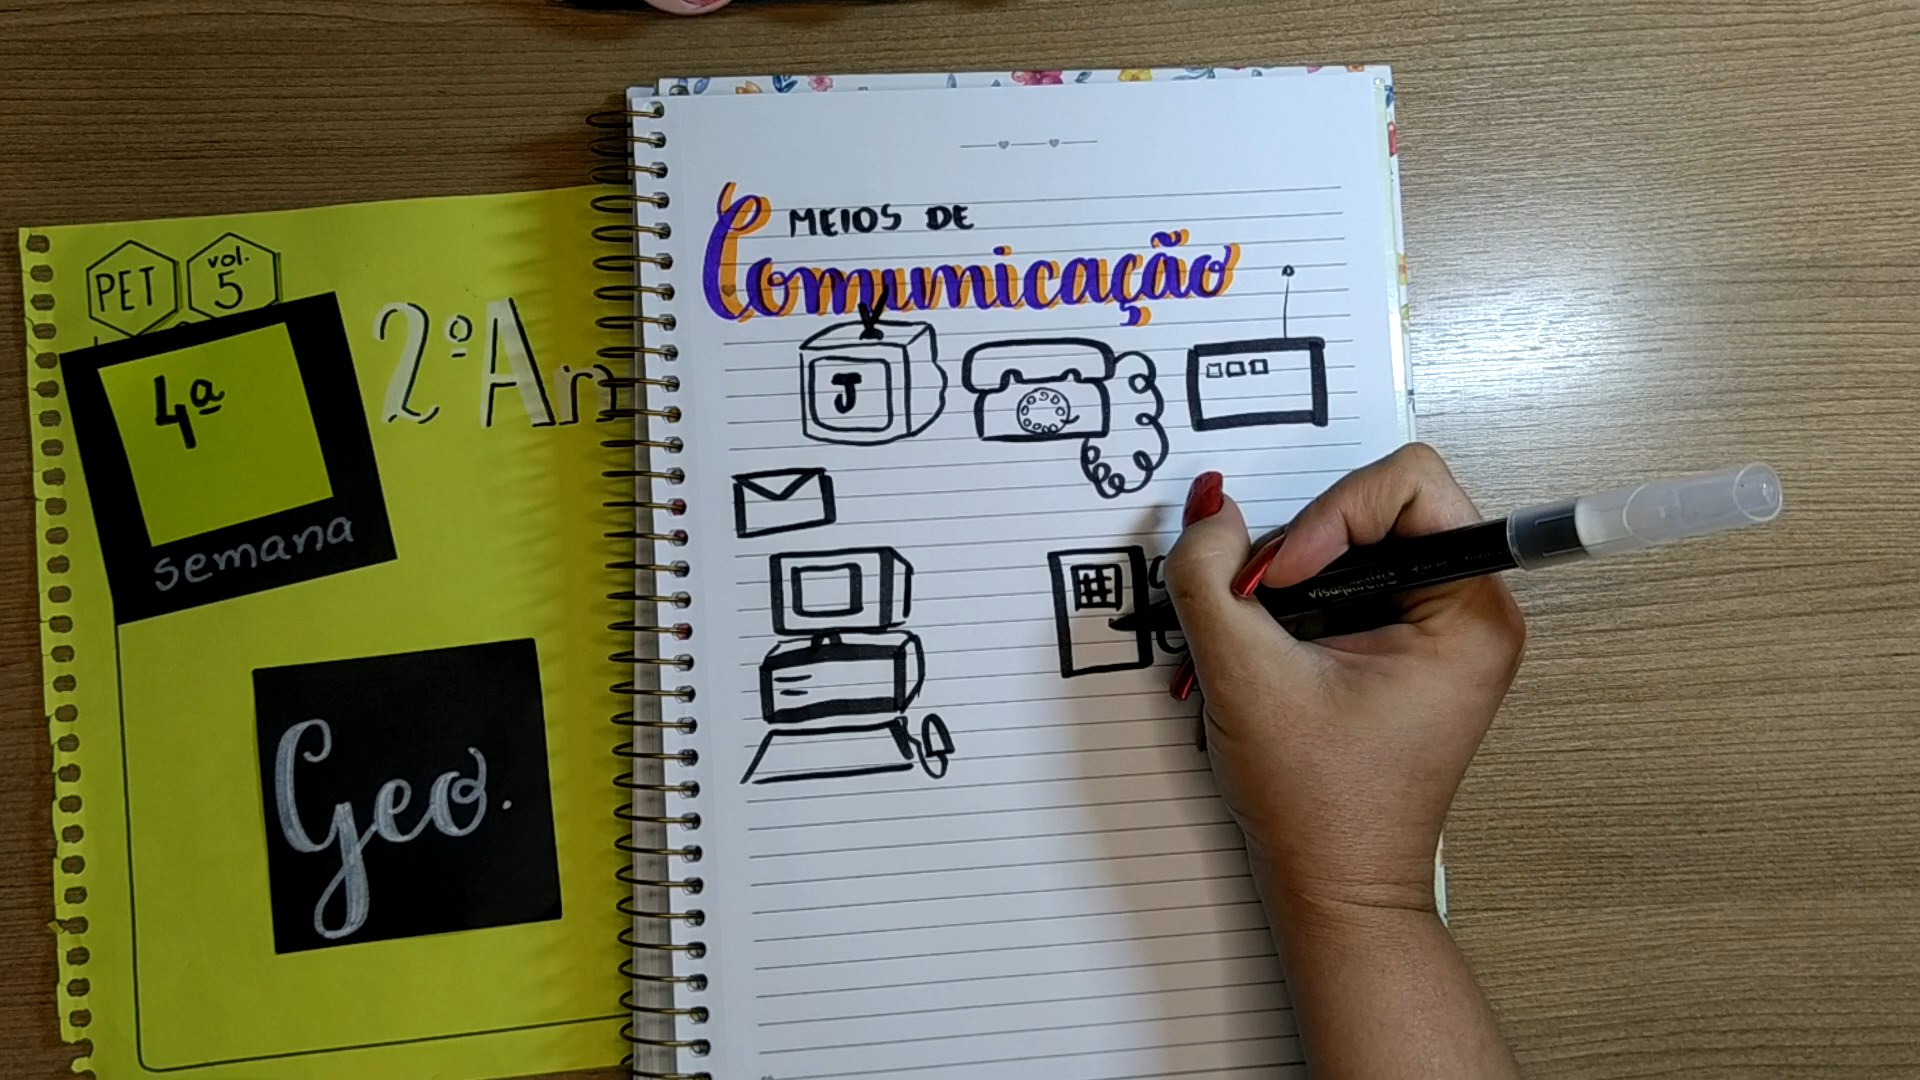 PET
vol.
5
2º An
4ª
semana
Geo.
MEIOS DE
Comunicação
J